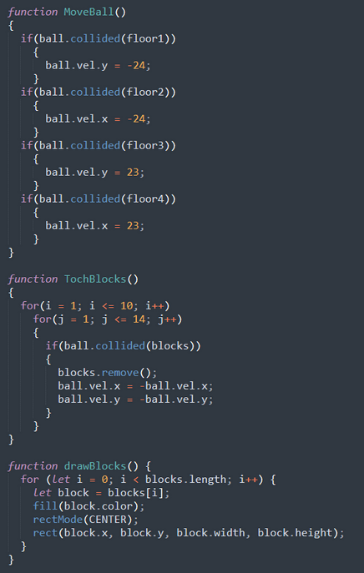 function MoveBall()
{
  if(ball.collided(floor1))
    {
      ball.vel.y = -24;
    }
  if(ball.collided(floor2))
    {
      ball.vel.x = -24;
    }
  if(ball.collided(floor3))
    {
      ball.vel.y = 23;
    }
  if(ball.collided(floor4))
    {
      ball.vel.x = 23;
    }
}

function TochBlocks()
{
  for(i = 1; i <= 10; i++)
    for(j = 1; j <= 14; j++)
    {
      if(ball.collided(blocks))
      {
        blocks.remove();
        ball.vel.x = -ball.vel.x;
        ball.vel.y = -ball.vel.y;
      }
    }
}

function drawBlocks() {
  for (let i = 0; i < blocks.length; i++) {
    let block = blocks[i];
    fill(block.color);
    rectMode(CENTER);
    rect(block.x, block.y, block.width, block.height);
  }
}